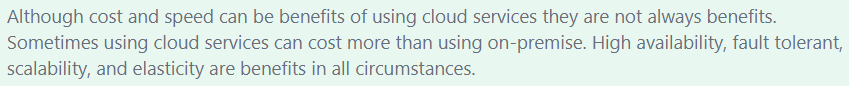 Although cost and speed can be benefits of using cloud services they are not always benefits.
Sometimes using cloud services can cost more than using on-premise. High availability, fault tolerant,
scalability, and elasticity are benefits in all circumstances.